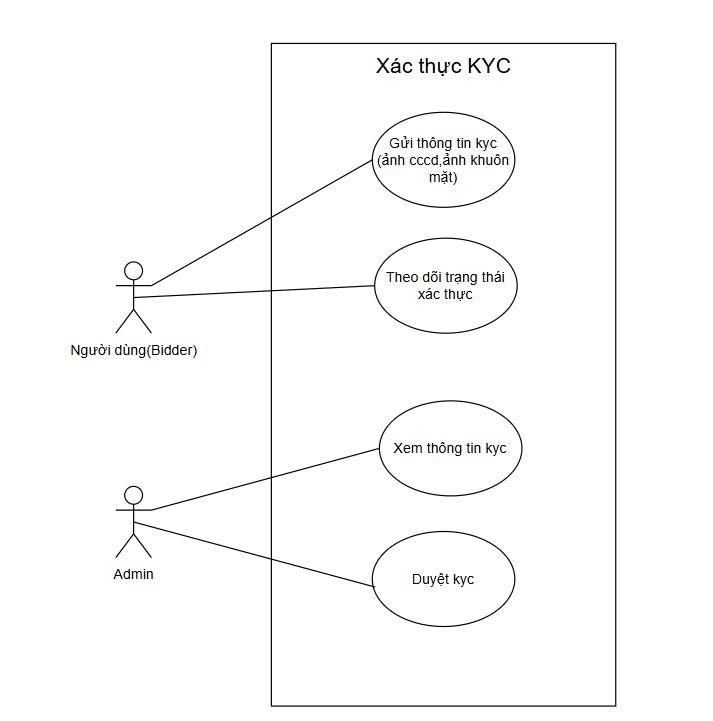 Xác thực KYC
Gửi thông tin kyc
(ảnh cccd,ảnh khuôn
mặt)
Theo dõi trạng thái
xác thực
Người dùng(Bidder)
Xem thông tin kyc
Admin
Duyệt kyc